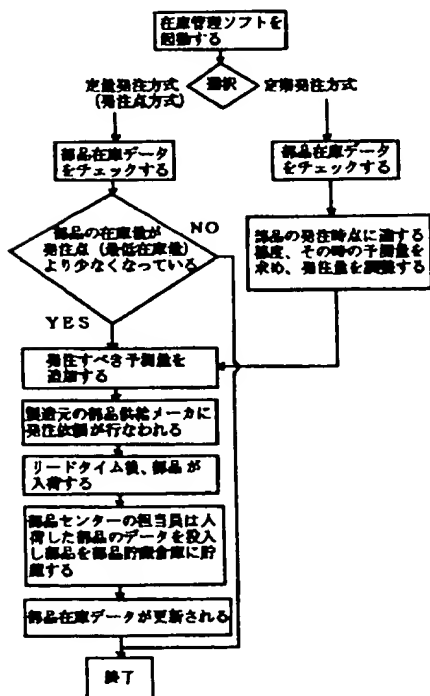 在庫管理ソフトを
起動する
選択
定量発注方式
(発注点方式)
定期発注方式
部品在庫データ
をチェックする
部品在庫データ
をチェックする
部品の在庫量が
発注点(最低在庫量)
より少なくなっている
NO
YES
部品の発注時点に達する
都度、その時の予測量を
求め、発注量を調整する
発注すべき予測量を
追加する
製造元の部品供給メーカに
発注依頼が行なわれる
リードタイム後、部品が
入荷する
部品センターの担当員は入
荷した部品のデータを投入
し部品を部品貯蔵倉庫に貯
蔵する
部品在庫データが更新される
終了